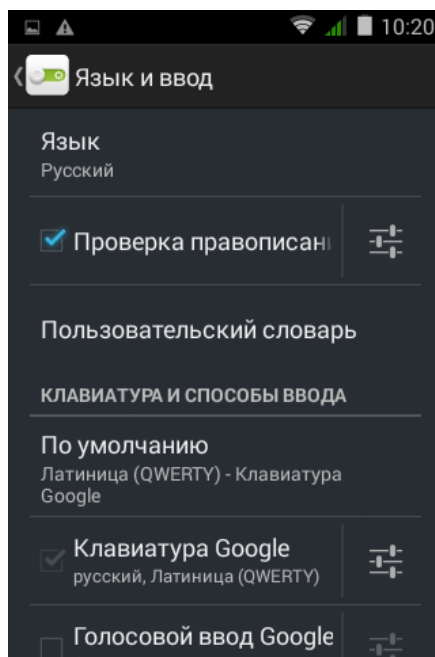 10:20
Язык и ввод
Язык
Русский
Проверка правописан
Пользовательский словарь
КЛАВИАТУРА И СПОСОБЫ ВВОДА
По умолчанию
Латиница (QWERTY) - Клавиатура
Google
Клавиатура Google
русский, Латиница (QWERTY)
Голосовой ввод Google